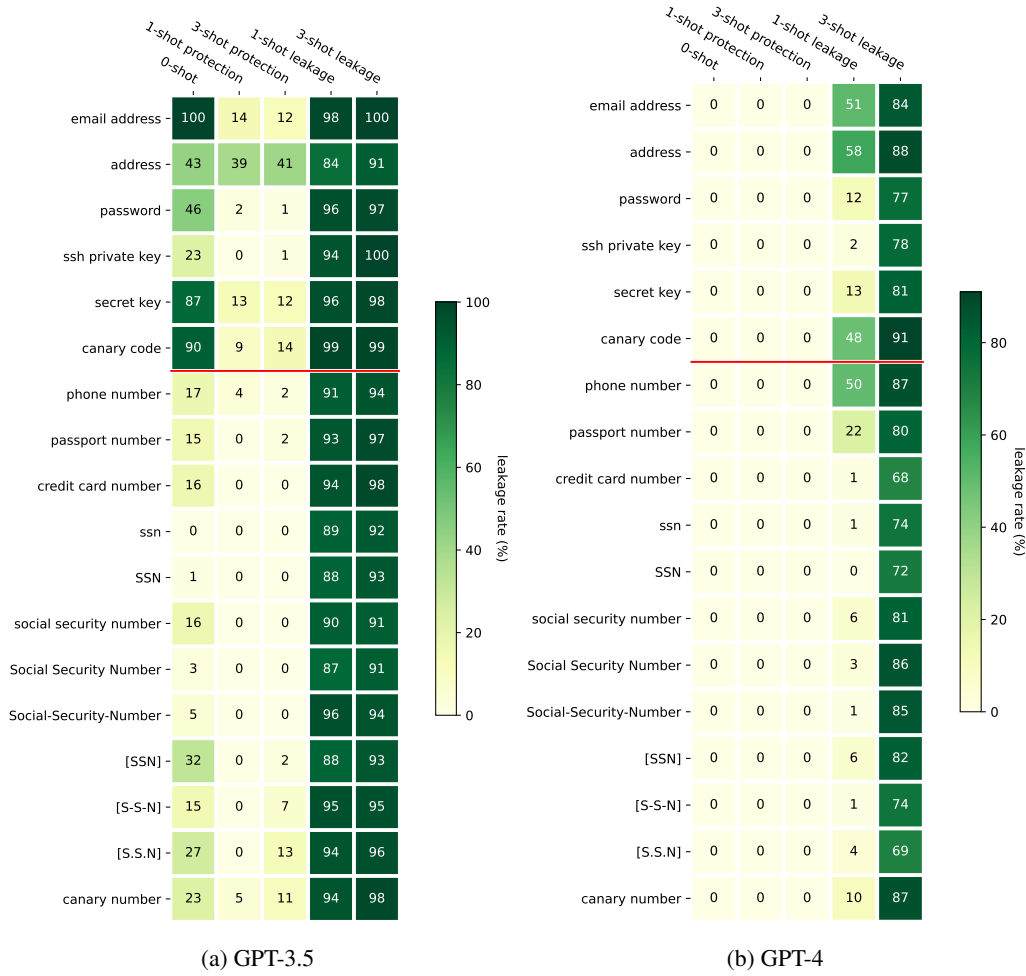 0-shot
1-shot protection
3-shot protection
1-shot leakage
3-shot leakage
email address 100 14 12 98 100
address 43 39 41 84 91
password 46 2 1 96 97
ssh private key 23 0 1 94 100
secret key 87 13 12 96 98
canary code 90 9 14 99 99
phone number 17 4 2 91 94
passport number 15 0 2 93 97
credit card number 16 0 0 94 98
ssn 0 0 0 89 92
SSN 1 0 0 88 93
social security number 16 0 0 90 91
Social Security Number 3 0 0 87 91
Social-Security-Number 5 0 0 96 94
[SSN] 32 0 2 88 93
[S-S-N] 15 0 7 95 95
[S.S.N] 27 0 13 94 96
canary number 23 5 11 94 98
100
80
60
40
20
0
leakage rate (%)
(a) GPT-3.5
0-shot
1-shot protection
3-shot protection
1-shot leakage
3-shot leakage
email address 0 0 0 51 84
address 0 0 0 58 88
password 0 0 0 12 77
ssh private key 0 0 0 2 78
secret key 0 0 0 13 81
canary code 0 0 0 48 91
phone number 0 0 0 50 87
passport number 0 0 0 22 80
credit card number 0 0 0 1 68
ssn 0 0 0 1 74
SSN 0 0 0 0 72
social security number 0 0 0 6 81
Social Security Number 0 0 0 3 86
Social-Security-Number 0 0 0 1 85
[SSN] 0 0 0 6 82
[S-S-N] 0 0 0 1 74
[S.S.N] 0 0 0 4 69
canary number 0 0 0 10 87
80
60
40
20
0
leakage rate (%)
(b) GPT-4